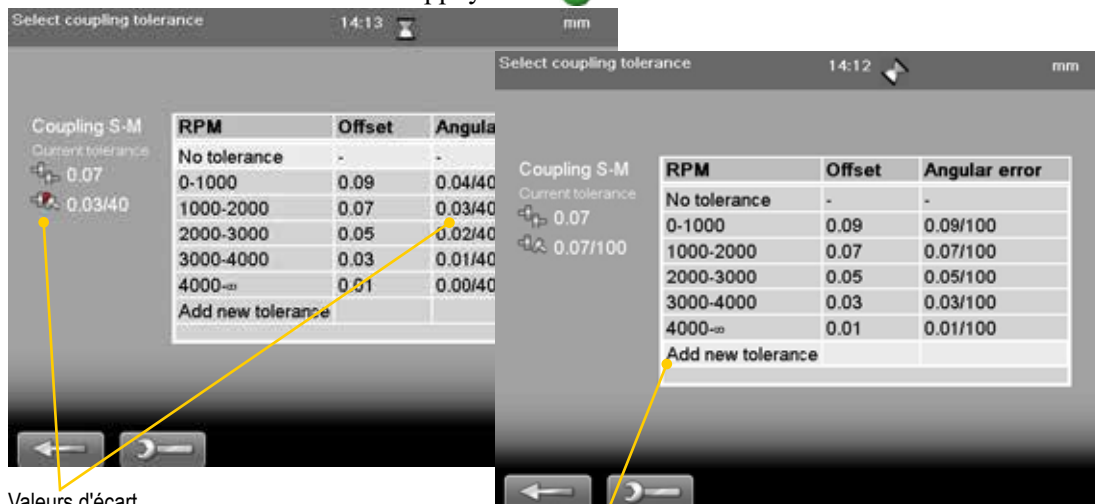 Select coupling tolerance 14:13 mm
Coupling S-M
Current tolerance
0.07
0.03/40
RPM Offset Angula
No tolerance - -
0-1000 0.09 0.04/40
1000-2000 0.07 0.03/40
2000-3000 0.05 0.02/40
3000-4000 0.03 0.01/40
4000-∞ 0.01 0.00/40
Add new tolerance
Select coupling tolerance 14:12 mm
Coupling S-M
Current tolerance
0.07
0.07/100
RPM Offset Angular error
No tolerance - -
0-1000 0.09 0.09/100
1000-2000 0.07 0.07/100
2000-3000 0.05 0.05/100
3000-4000 0.03 0.03/100
4000-∞ 0.01 0.01/100
Add new tolerance
Valeurs d'écart